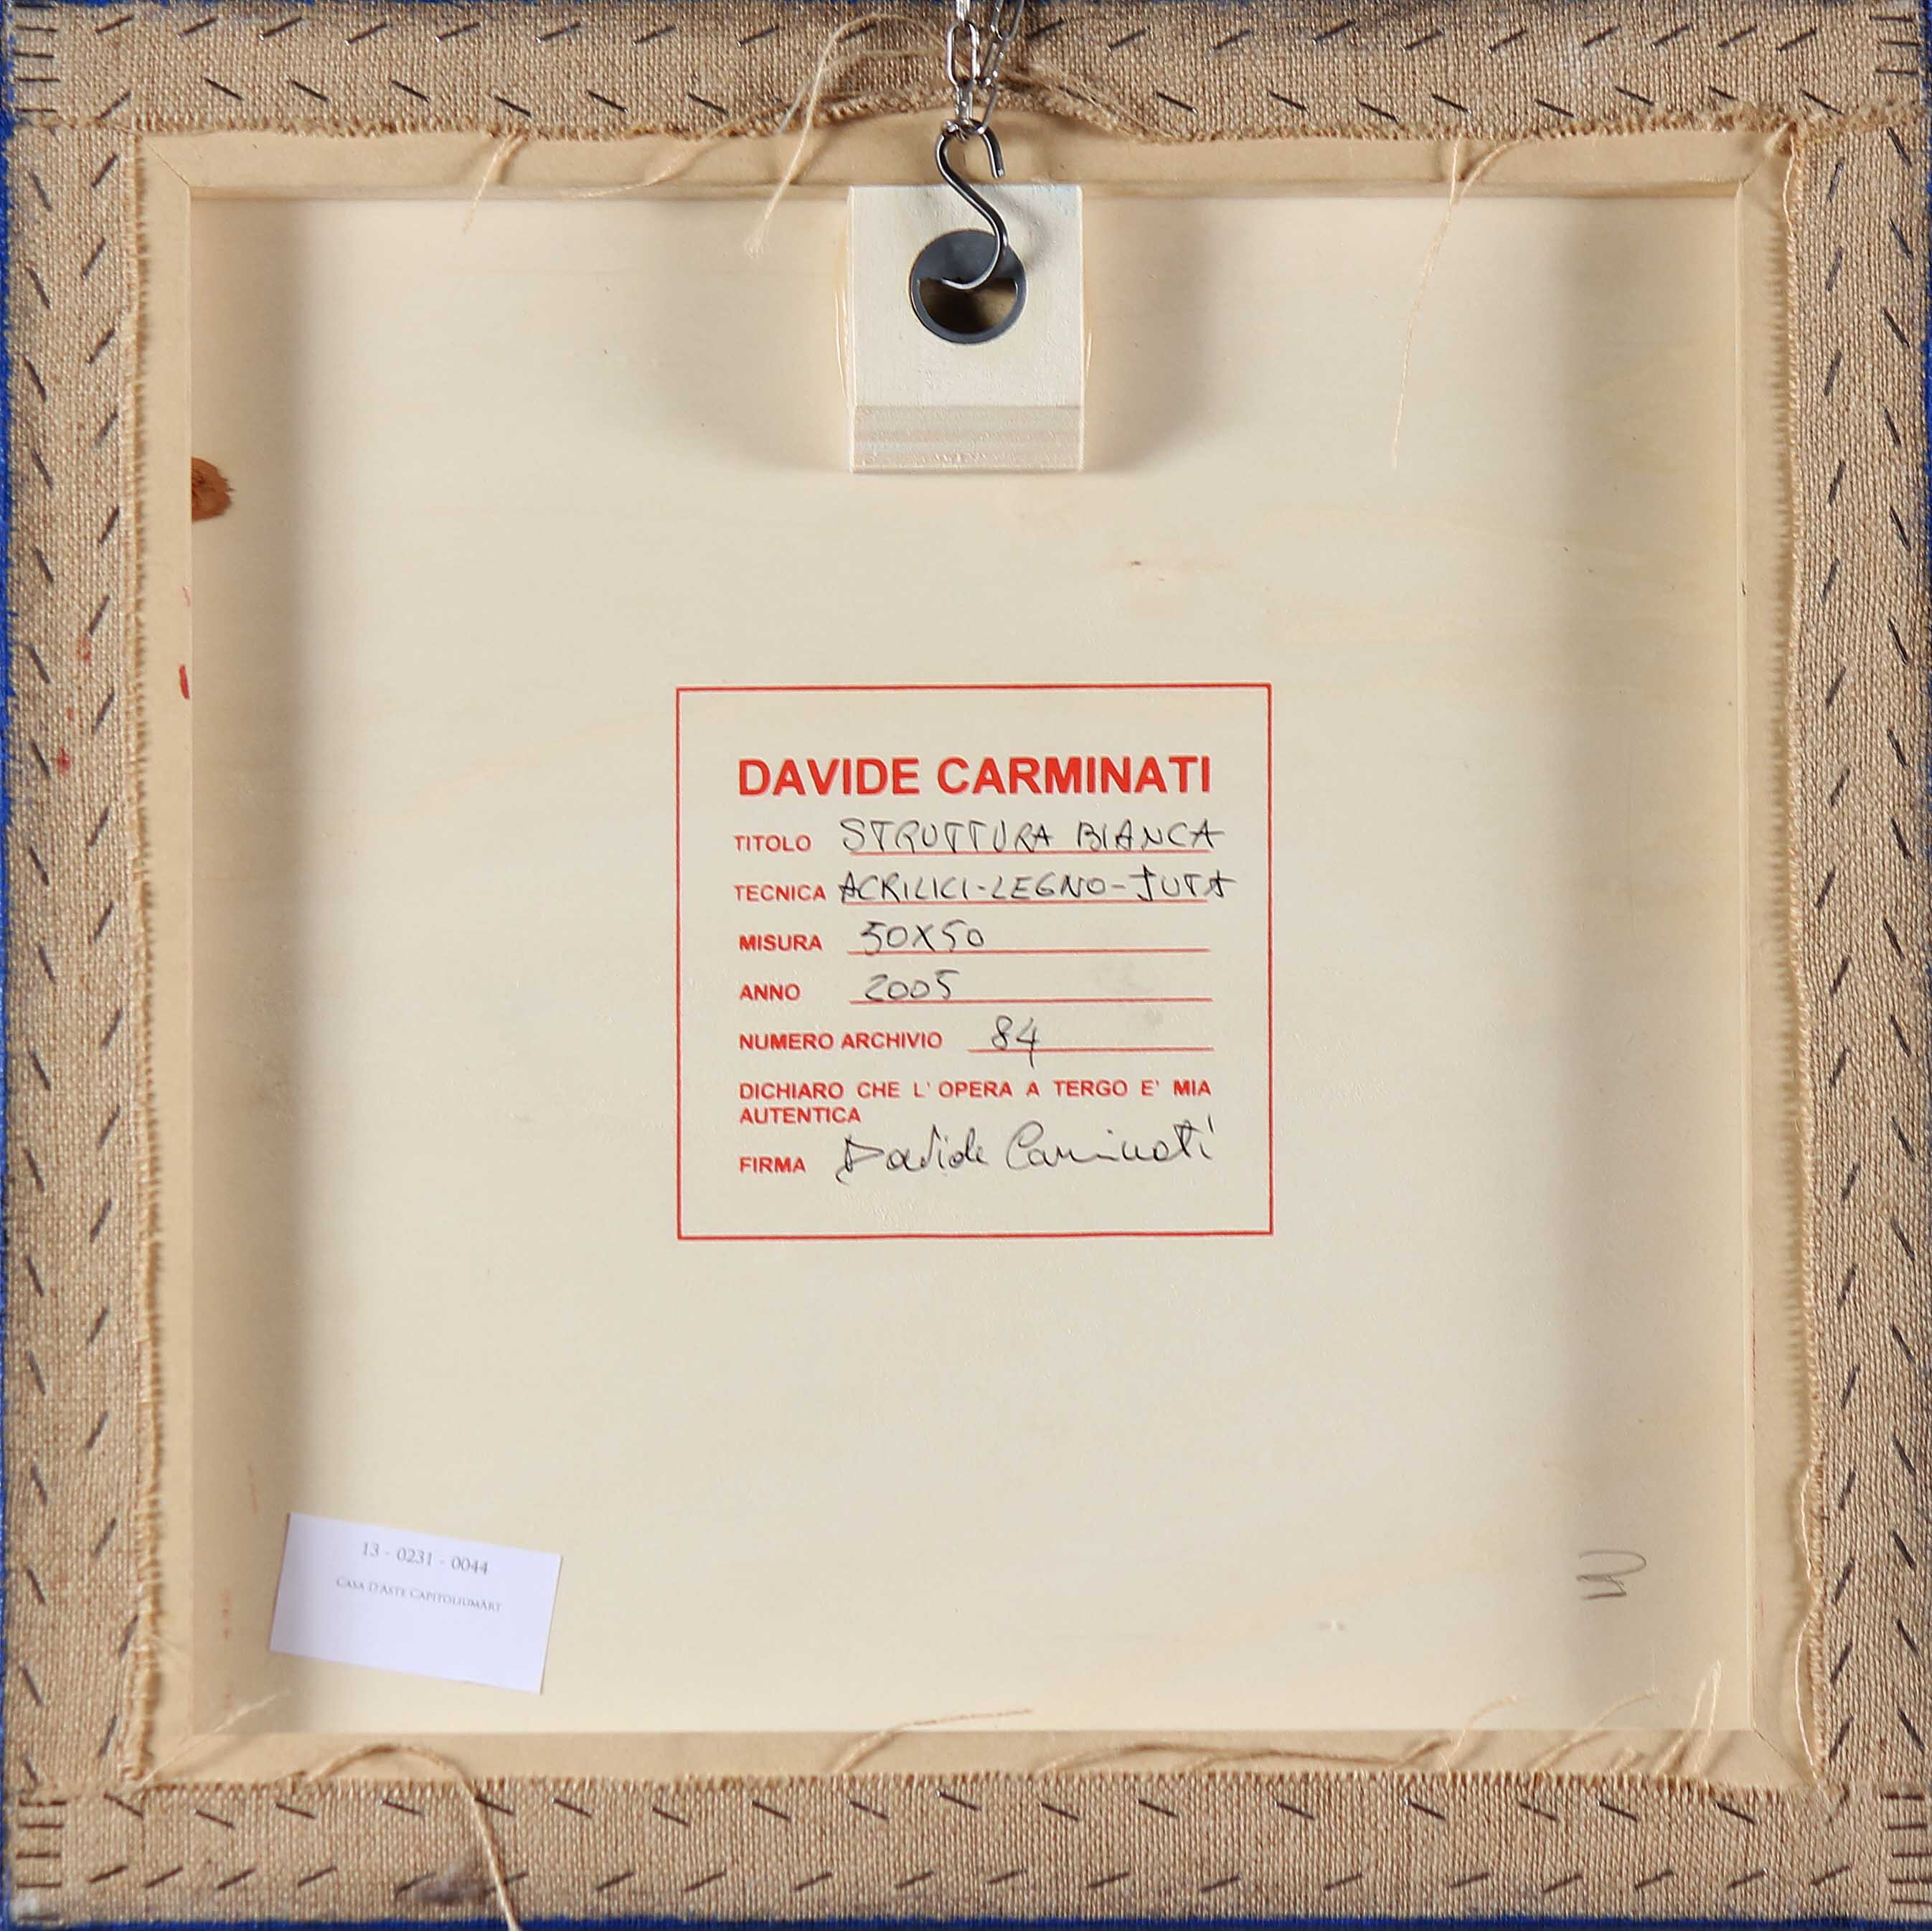 DAVIDE CARMINATI
TITOLO STRUTTURA BIANCA
TECNICA ACRILICI-LEGNO-JUTA
MISURA 50X50
ANNO 2005
NUMERO ARCHIVIO 84
DICHIARO CHE L' OPERA A TERGO E' MIA
AUTENTICA
FIRMA Davide Carminati
13 - 0231 - 0044
CASA D'ASTE CAPITOLIUMART